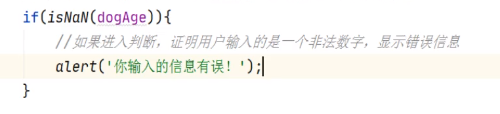 if(isNaN(dogAge)){
//如果进入判断，证明用户输入的是一个非法数字，显示错误信息
alert('你输入的信息有误！');
}